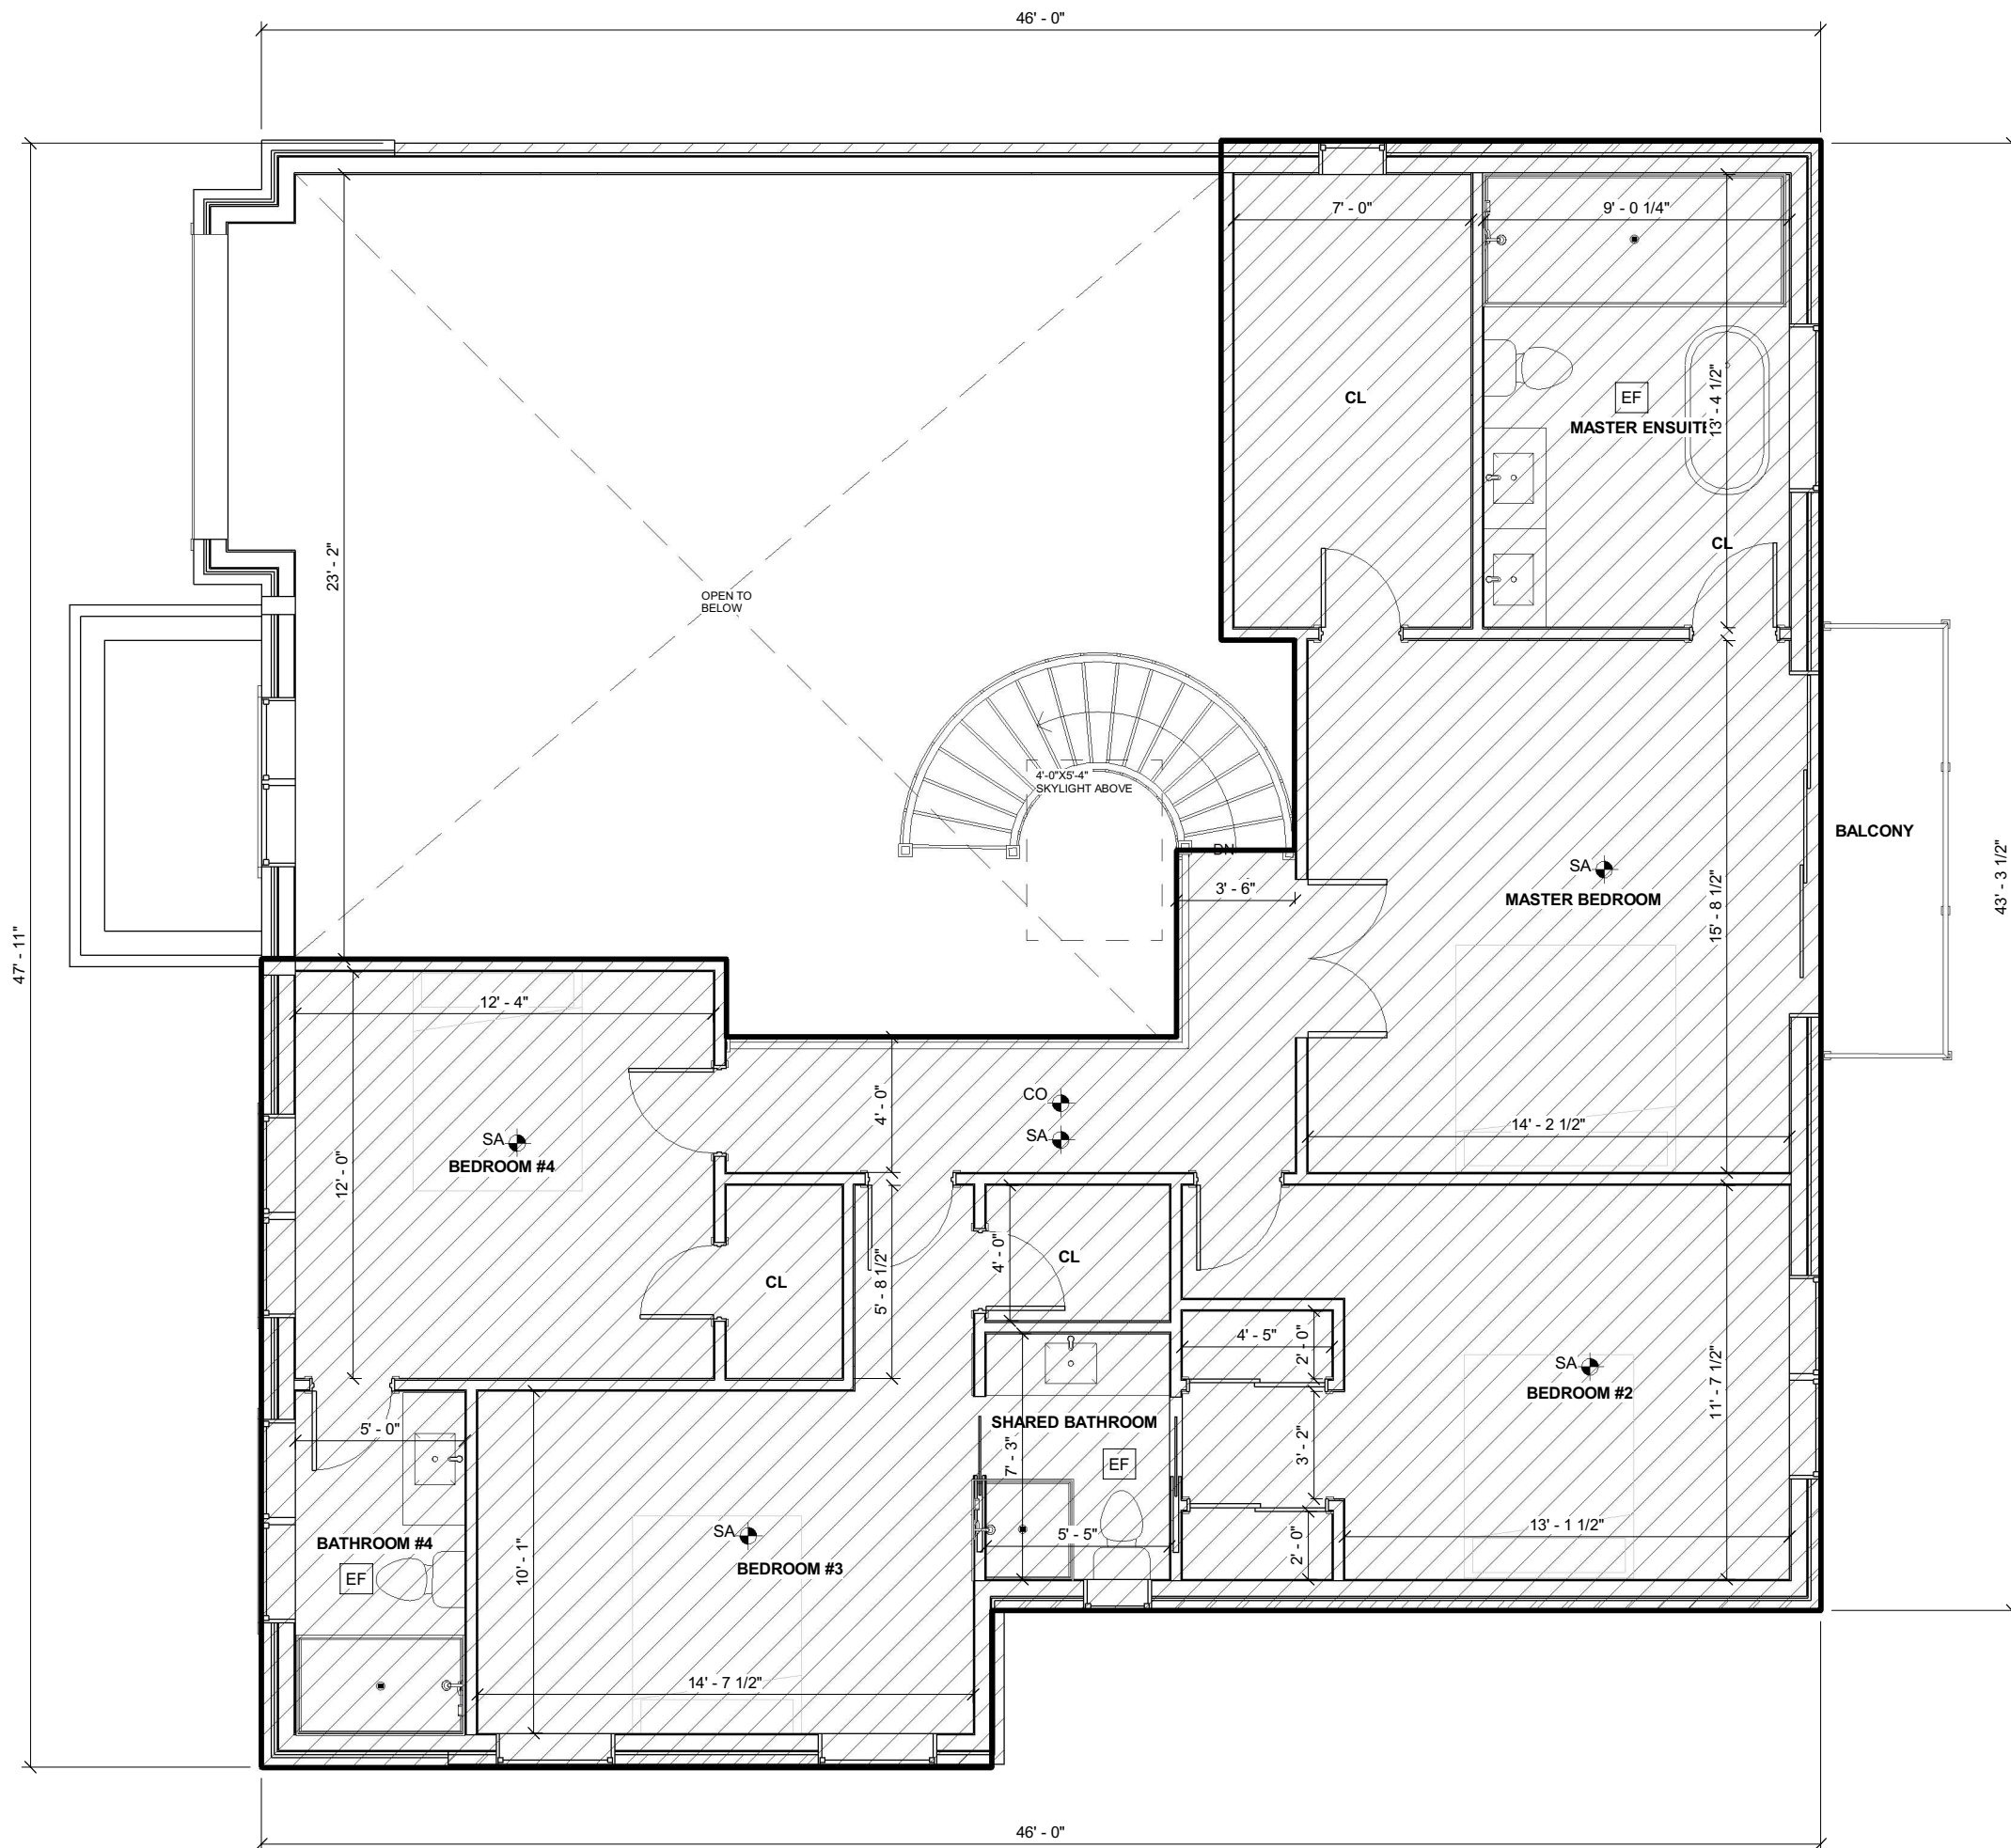 46' - 0"
7' - 0"
9' - 0 1/4"
CL
EF
MASTER ENSUITE
13' - 4 1/2"
CL
23' - 2"
OPEN TO
BELOW
4'-0"X5'-4"
SKYLIGHT ABOVE
DN
BALCONY
3' - 6"
SA
MASTER BEDROOM
15' - 8 1/2"
43' - 3 1/2"
47' - 11"
12' - 4"
CO
4' - 0"
SA
14' - 2 1/2"
SA
BEDROOM #4
12' - 0"
CL
5' - 8 1/2"
4' - 0"
CL
4' - 5"
2' - 0"
SA
BEDROOM #2
11' - 7 1/2"
5' - 0"
SHARED BATHROOM
7' - 3"
EF
3' - 2"
5' - 5"
13' - 1 1/2"
2' - 0"
BATHROOM #4
EF
SA
BEDROOM #3
10' - 1"
14' - 7 1/2"
46' - 0"